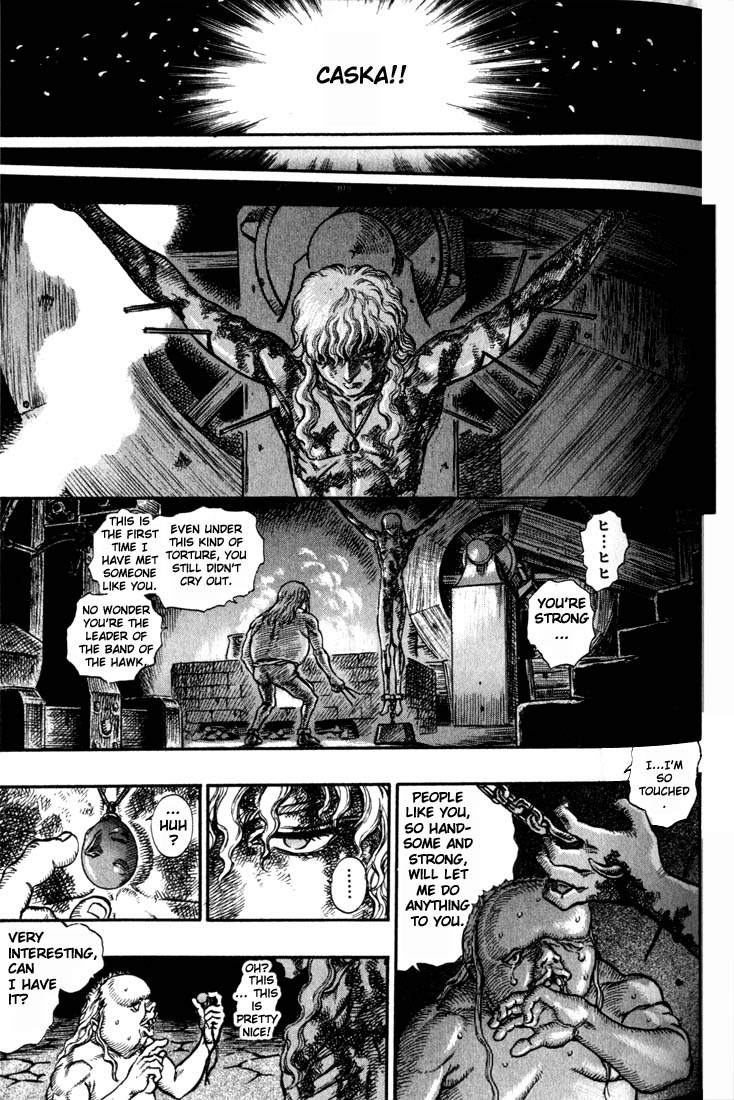 CASKA!!
ヒ…ヒヒ
YOU'RE
STRONG
...
EVEN UNDER
THIS KIND OF
TORTURE, YOU
STILL DIDN'T
CRY OUT.
THIS IS
THE FIRST
TIME I
HAVE MET
SOMEONE
LIKE YOU.
NO WONDER
YOU'RE THE
LEADER OF
THE BAND
OF THE HAWK.
I...I'M
SO
TOUCHED
.
PEOPLE
LIKE YOU,
SO HAND-
SOME AND
STRONG,
WILL LET
ME DO
ANYTHING
TO YOU.
......
...
HUH
?
OH?
THIS
... THIS
IS
PRETTY
NICE!
VERY
INTERESTING,
CAN
I HAVE
IT?